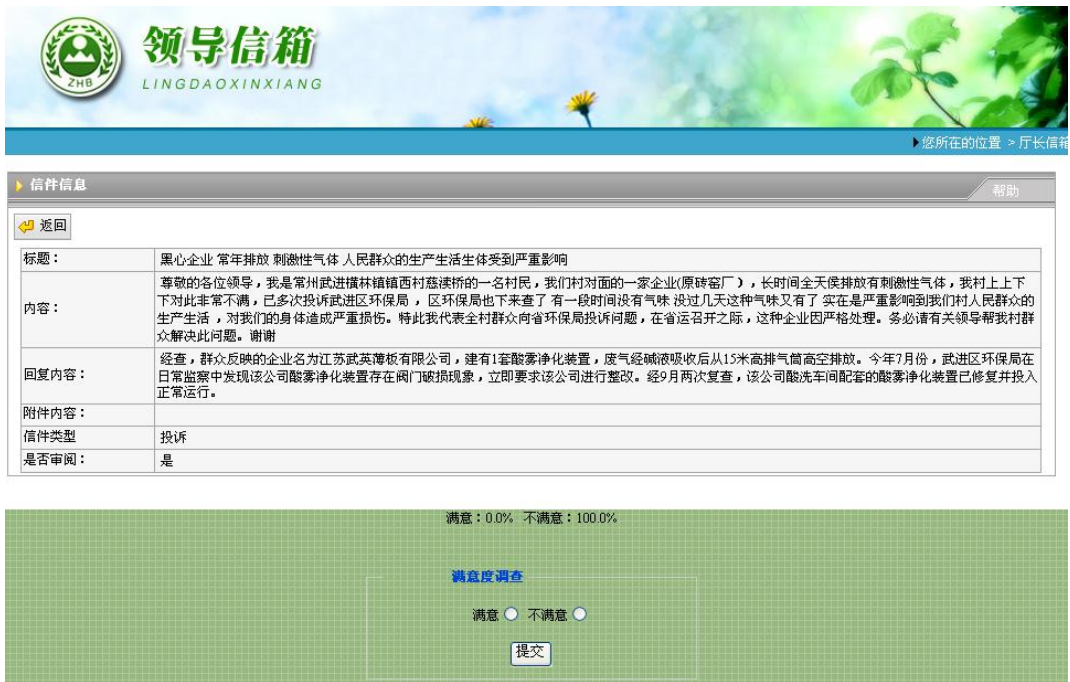 领导信箱
ZHB
LINGDAOXINXIANG
您所在的位置 > 厅长信箱
信件信息
帮助
返回
标题：
黑心企业 常年排放 刺激性气体 人民群众的生产生活生体受到严重影响
内容：
尊敬的各位领导，我是常州武进横林镇镇西村慈渎桥的一名村民，我们村对面的一家企业(原砖窑厂），长时间全天侯排放有刺激性气体，我村上上下
下对此非常不满，已多次投诉武进区环保局 ， 区环保局也下来查了 有一段时间没有气味 没过几天这种气味又有了 实在是严重影响到我们村人民群众的
生产生活 ，对我们的身体造成严重损伤。特此我代表全村群众向省环保局投诉问题，在省运召开之际，这种企业因严格处理。务必请有关领导帮我村群
众解决此问题。谢谢
回复内容：
经查，群众反映的企业名为江苏武英薄板有限公司，建有1套酸雾净化装置，废气经碱液吸收后从15米高排气筒高空排放。今年7月份，武进区环保局在
日常监察中发现该公司酸雾净化装置存在阀门破损现象，立即要求该公司进行整改。经9月两次复查，该公司酸洗车间配套的酸雾净化装置已修复并投入
正常运行。
附件内容：
信件类型
投诉
是否审阅：
是
满意：0.0% 不满意：100.0%
满意度调查
满意 不满意
提交